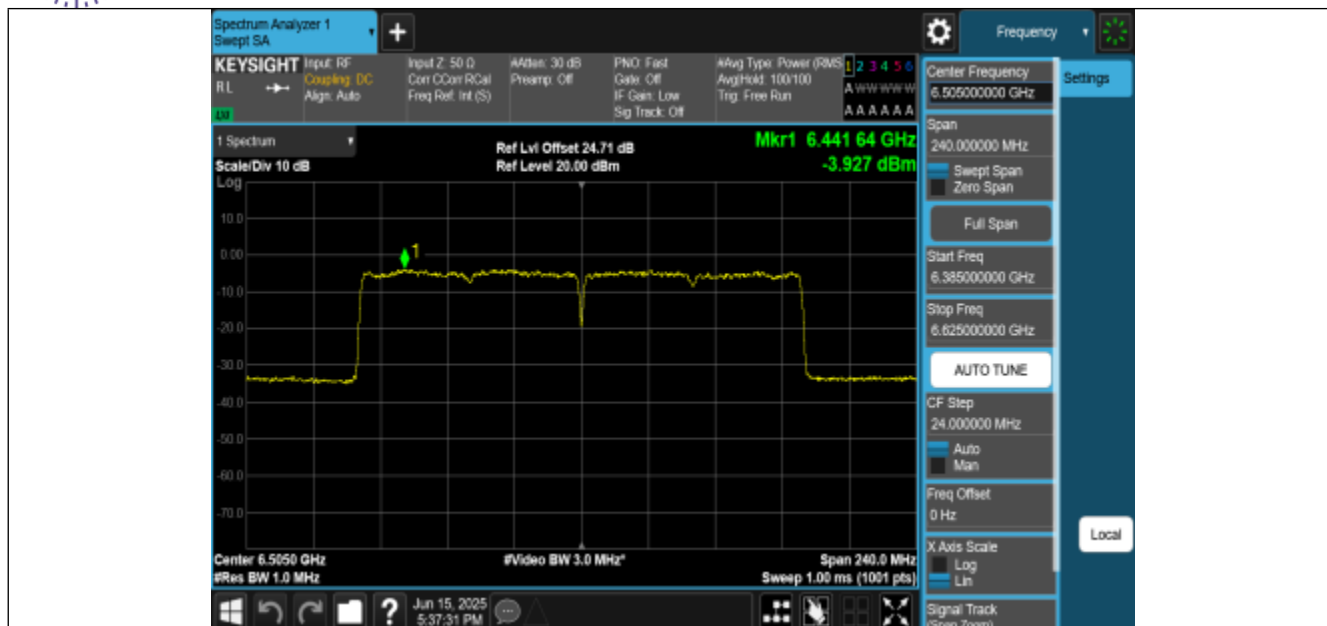 Spectrum Analyzer 1
Swept SA
+
Frequency
KEYSIGHT
RL
Input: RF
Coupling: DC
Align: Auto
Input Z: 50 Ω
Corr CCorr RCal
Freq Ref: Int (S)
#Atten: 30 dB
Preamp: Off
PNO: Fast
Gate: Off
IF Gain: Low
Sig Track: Off
#Avg Type: Power (RMS
Avg|Hold: 100/100
Trig: Free Run
1 2 3 4 5 6
A W W W W W
A A A A A A
1 Spectrum
Scale/Div 10 dB
Ref Lvl Offset 24.71 dB
Ref Level 20.00 dBm
Mkr1 6.441 64 GHz
-3.927 dBm
Log
10.0
0.00
-10.0
-20.0
-30.0
-40.0
-50.0
-60.0
-70.0
1
Center 6.5050 GHz
#Res BW 1.0 MHz
#Video BW 3.0 MHz*
Span 240.0 MHz
Sweep 1.00 ms (1001 pts)
Center Frequency
6.505000000 GHz
Span
240.000000 MHz
Swept Span
Zero Span
Full Span
Start Freq
6.385000000 GHz
Stop Freq
6.625000000 GHz
AUTO TUNE
CF Step
24.000000 MHz
Auto
Man
Freq Offset
0 Hz
X Axis Scale
Log
Lin
Signal Track
(Span Zoom)
Settings
Local
?
Jun 15, 2025
5:37:31 PM